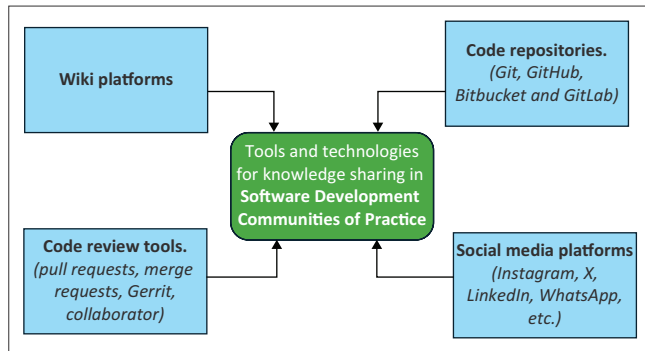 Wiki platforms
Code repositories.
(Git, GitHub,
Bitbucket and GitLab)
Tools and technologies
for knowledge sharing in
Software Development
Communities of Practice
Code review tools.
(pull requests, merge
requests, Gerrit,
collaborator)
Social media platforms
(Instagram, X,
LinkedIn, WhatsApp,
etc.)